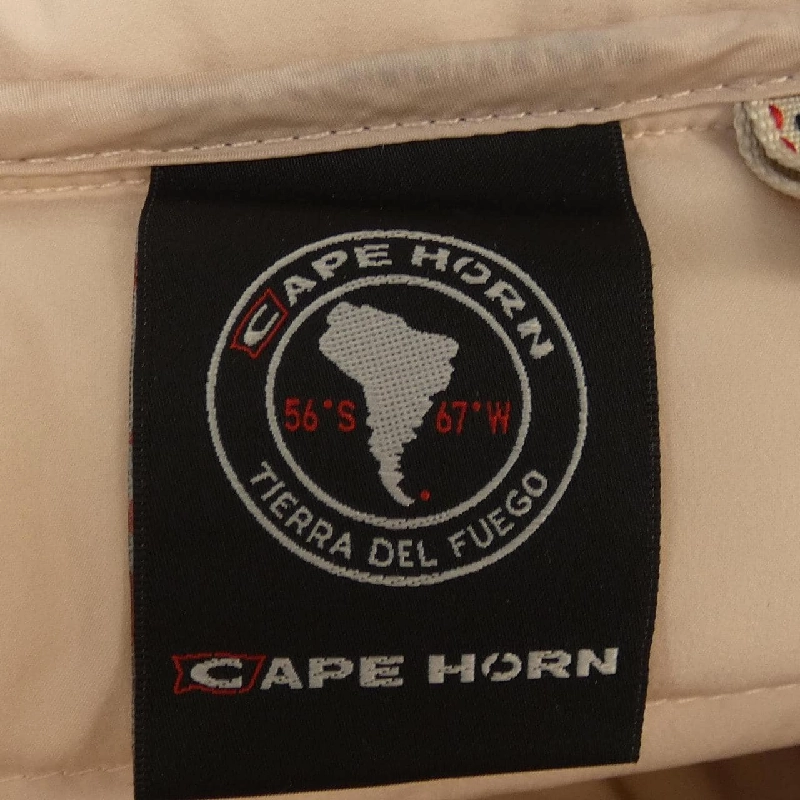 CAPE HORN
56°S 67°W
TIERRA DEL FUEGO
CAPE HORN